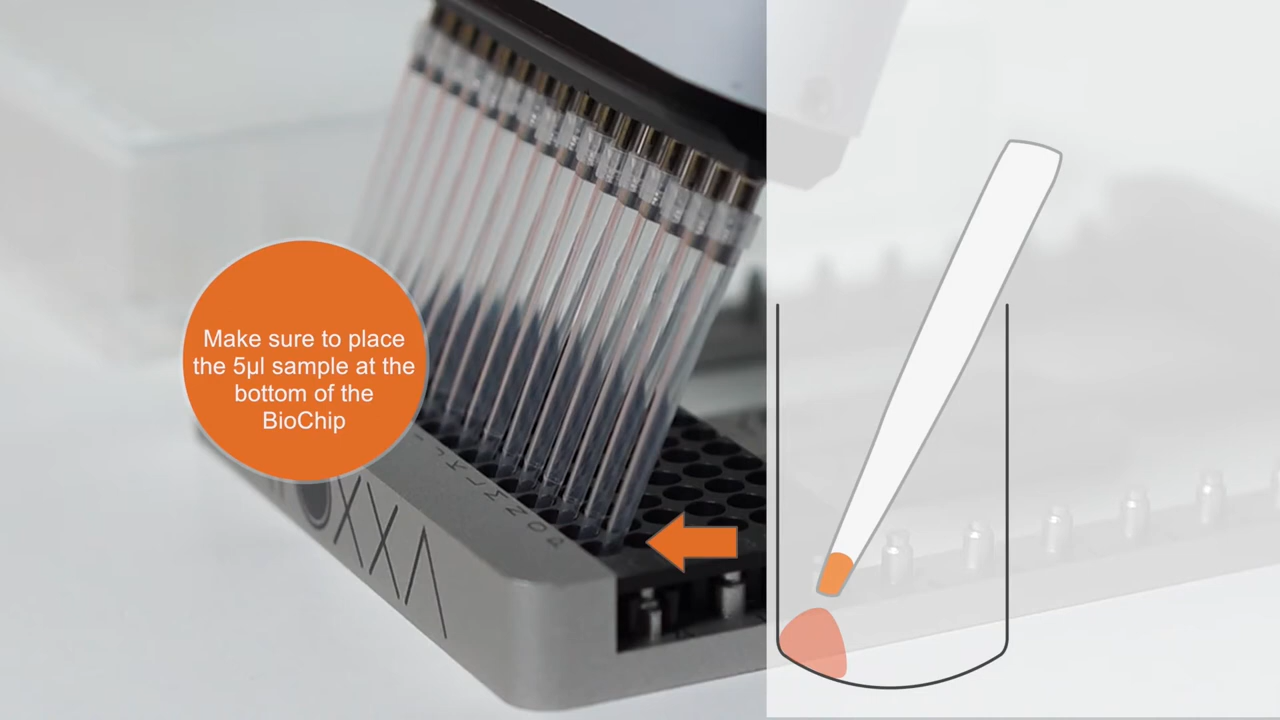 Make sure to place
the 5µl sample at the
bottom of the
BioChip
J K L M N O P